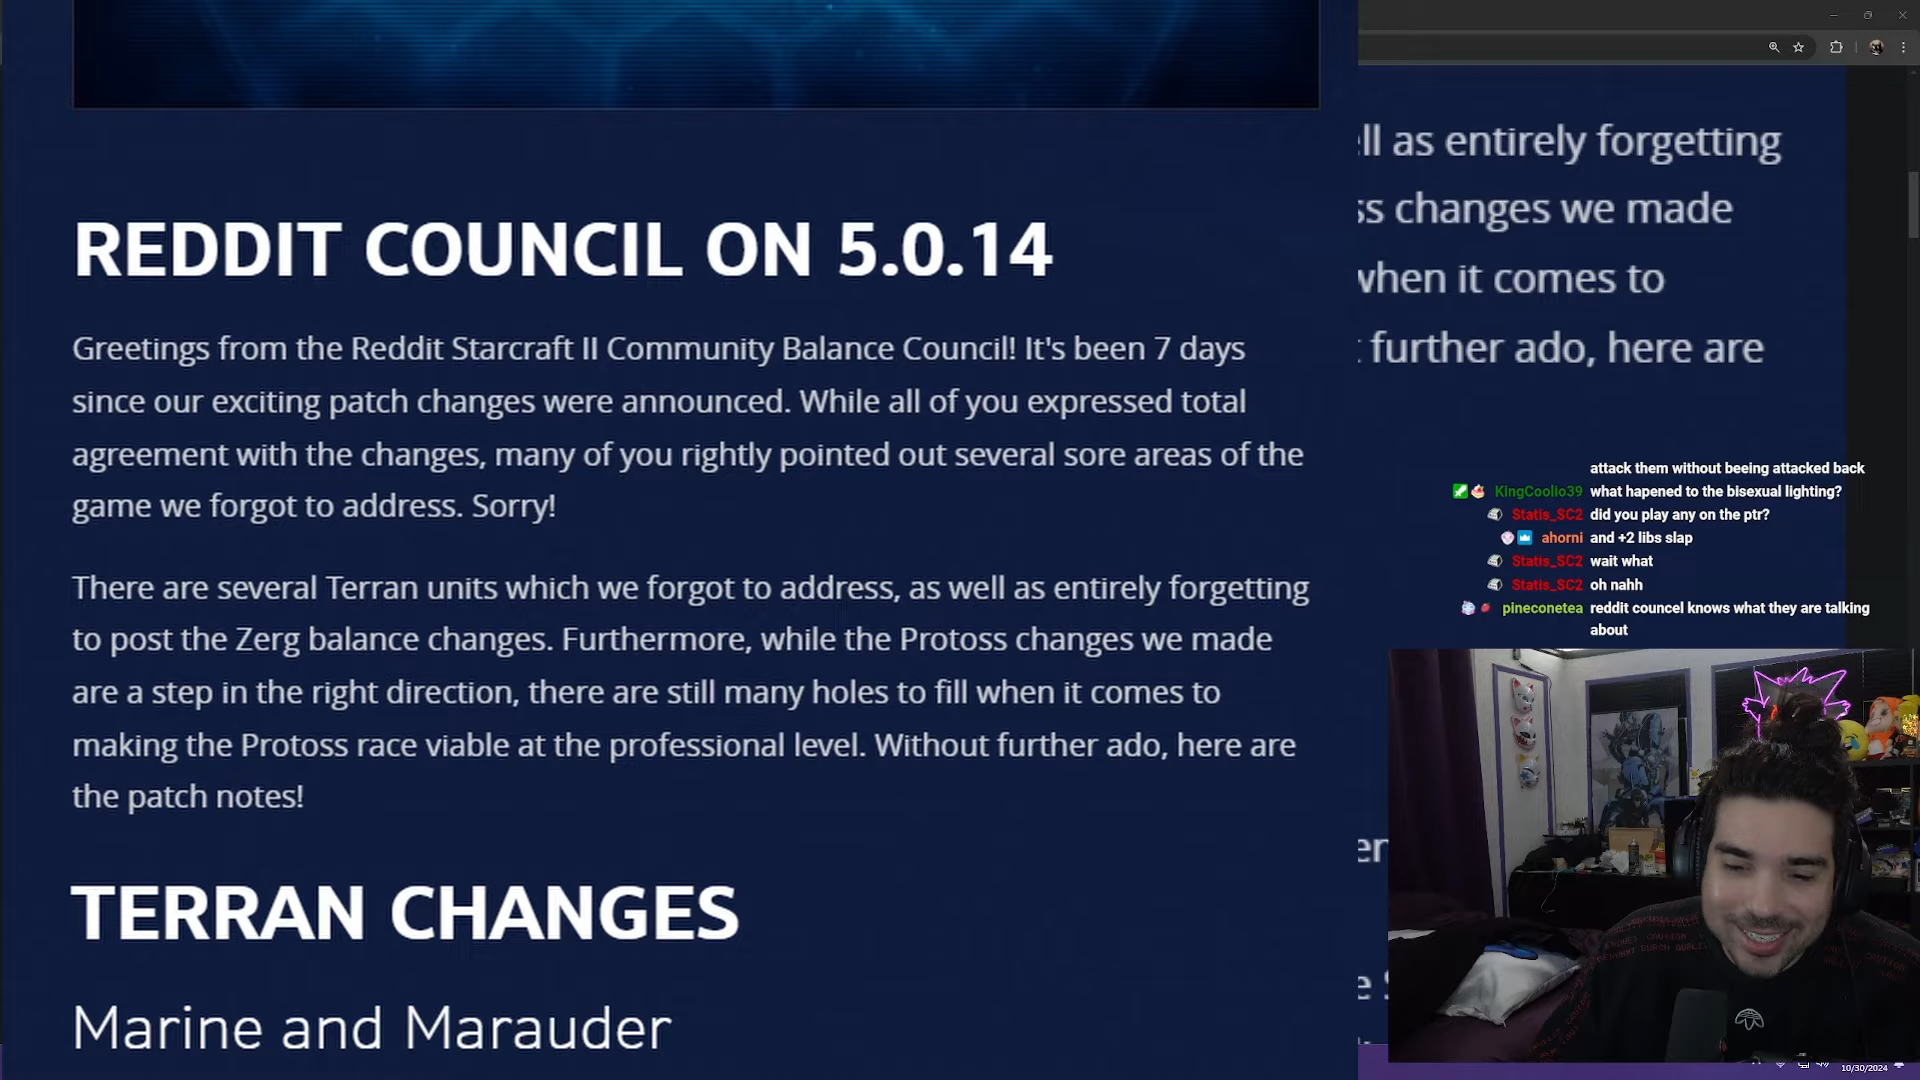 REDDIT COUNCIL ON 5.0.14
Greetings from the Reddit Starcraft II Community Balance Council! It's been 7 days
since our exciting patch changes were announced. While all of you expressed total
agreement with the changes, many of you rightly pointed out several sore areas of the
game we forgot to address. Sorry!
There are several Terran units which we forgot to address, as well as entirely forgetting
to post the Zerg balance changes. Furthermore, while the Protoss changes we made
are a step in the right direction, there are still many holes to fill when it comes to
making the Protoss race viable at the professional level. Without further ado, here are
the patch notes!
TERRAN CHANGES
Marine and Marauder
ll as entirely forgetting
ss changes we made
when it comes to
further ado, here are
en
e S
attack them without beeing attacked back
KingCoolio39 what hapened to the bisexual lighting?
Statis_SC2 did you play any on the ptr?
ahorni and +2 libs slap
Statis_SC2 wait what
Statis_SC2 oh nahh
pineconetea reddit councel knows what they are talking
about
10/30/2024